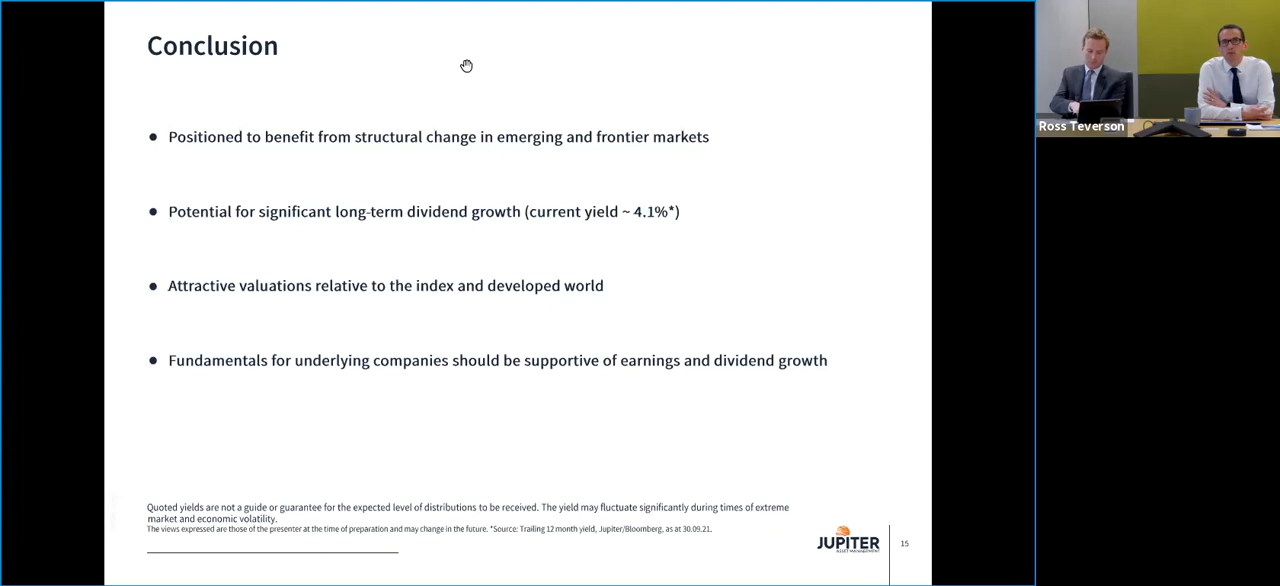 Conclusion
● Positioned to benefit from structural change in emerging and frontier markets
● Potential for significant long-term dividend growth (current yield ~ 4.1%*)
● Attractive valuations relative to the index and developed world
● Fundamentals for underlying companies should be supportive of earnings and dividend growth
Quoted yields are not a guide or guarantee for the expected level of distributions to be received. The yield may fluctuate significantly during times of extreme
market and economic volatility.
The views expressed are those of the presenter at the time of preparation and may change in the future. *Source: Trailing 12 month yield, Jupiter/Bloomberg, as at 30.09.21.
JUPITER
ASSET MANAGEMENT
15
Ross Teverson